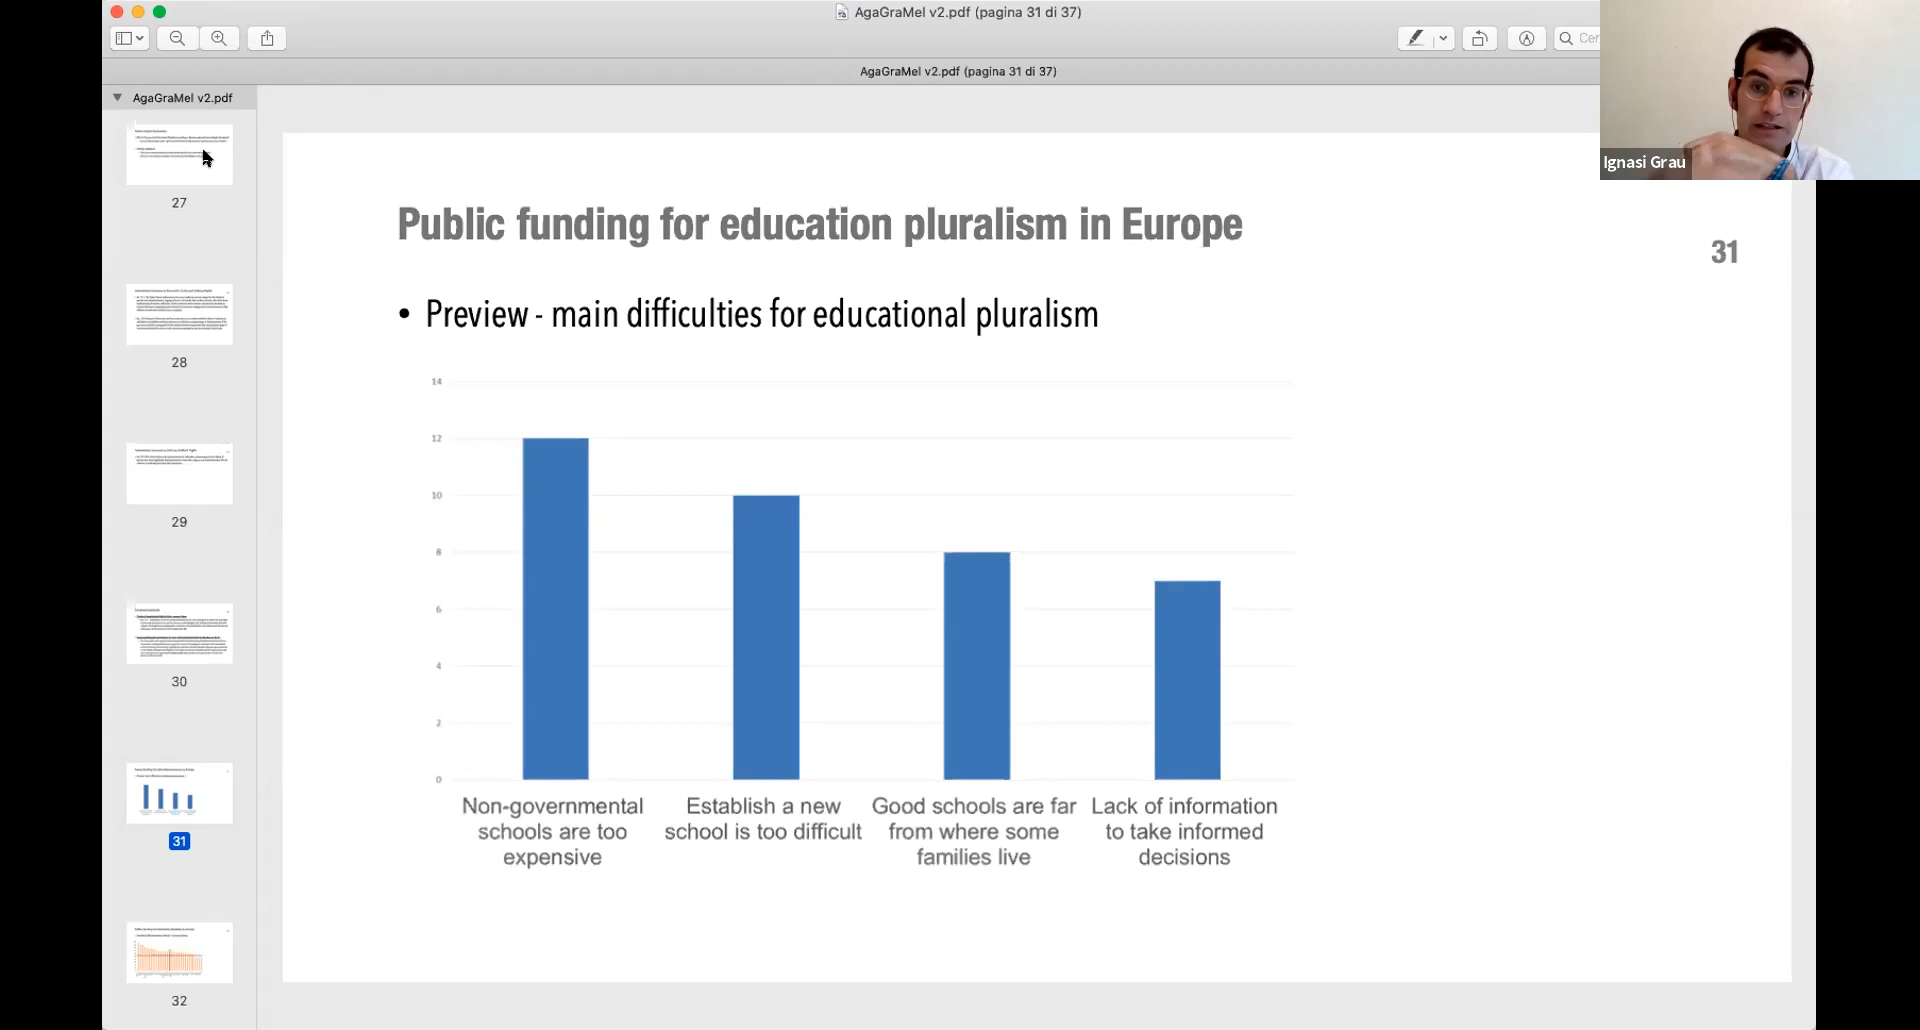 AgaGraMel v2.pdf (pagina 31 di 37)
Cer
AgaGraMel v2.pdf (pagina 31 di 37)
AgaGraMel v2.pdf
27
28
29
30
31
32
Ignasi Grau
Public funding for education pluralism in Europe
31
• Preview - main difficulties for educational pluralism
14
12
10
8
6
4
2
0
Non-governmental
schools are too
expensive
Establish a new
school is too difficult
Good schools are far
from where some
families live
Lack of information
to take informed
decisions